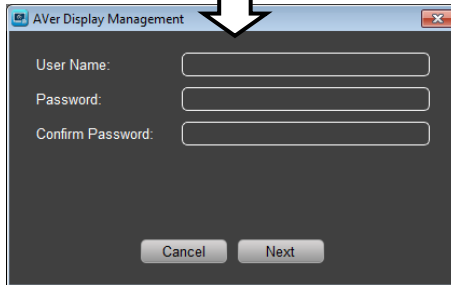 AVer Display Management
User Name:
Password:
Confirm Password:
Cancel Next